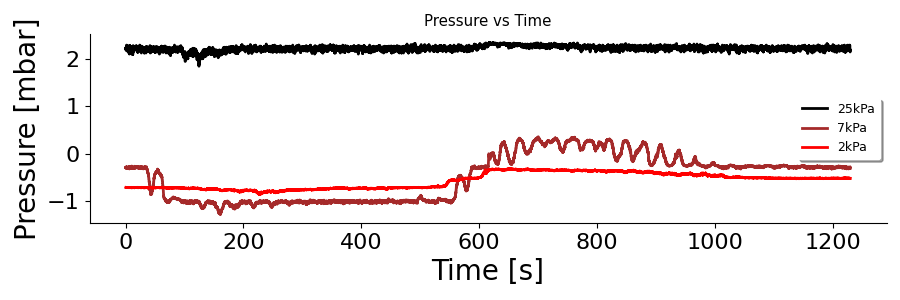 Pressure vs Time
Pressure [mbar]
2
1
0
−1
25kPa
7kPa
2kPa
0
200
400
600
800
1000
1200
Time [s]